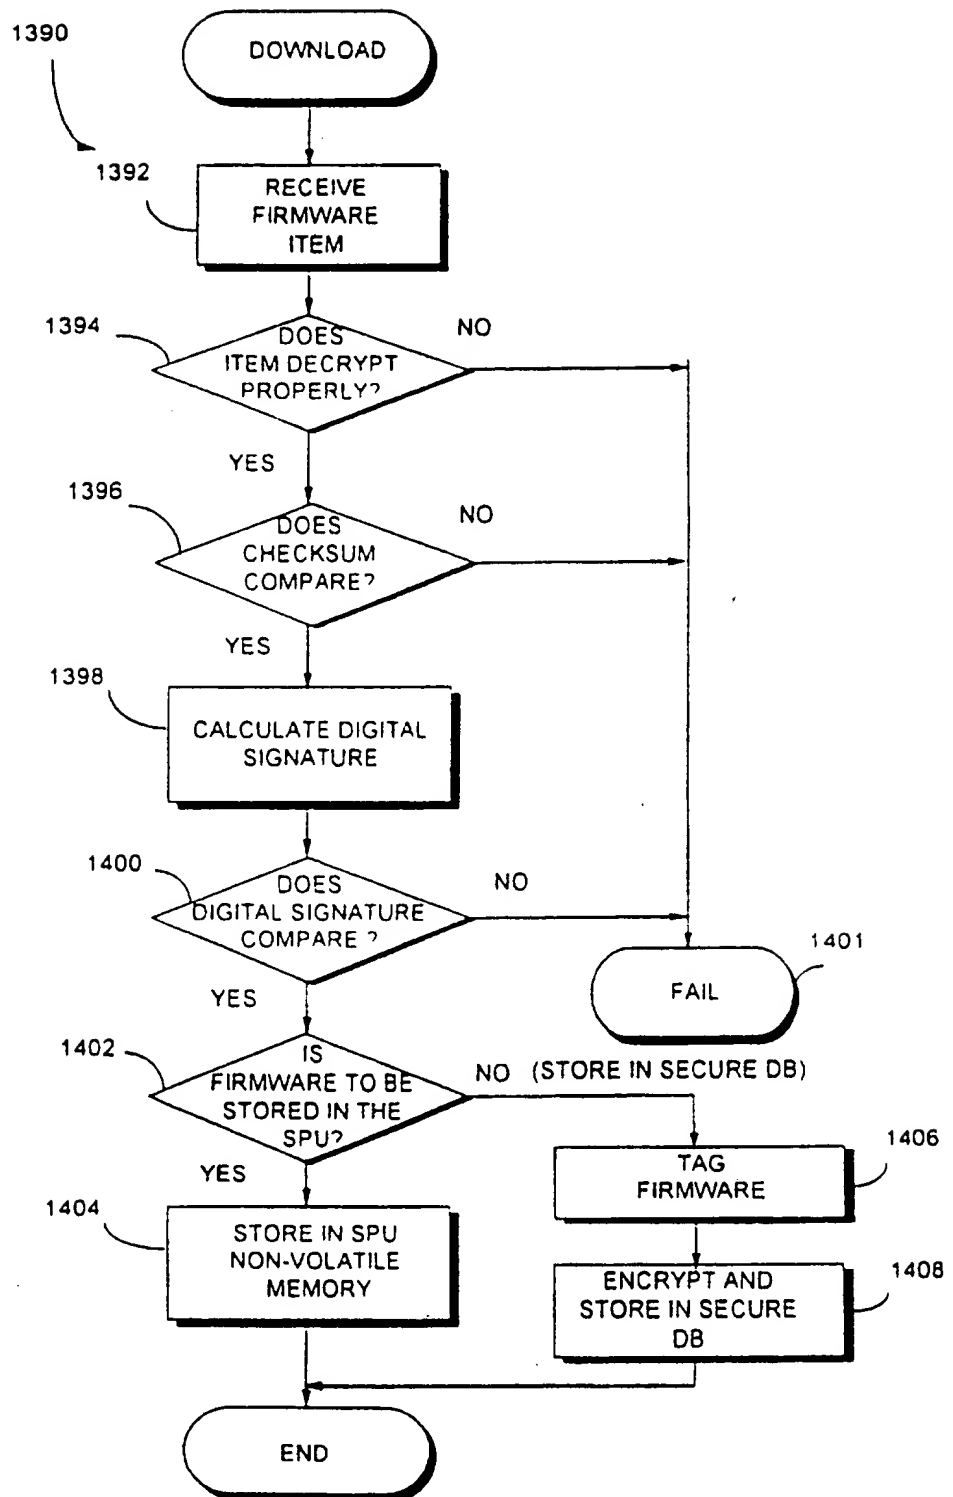 1390
DOWNLOAD
1392
RECEIVE
FIRMWARE
ITEM
1394
DOES
ITEM DECRYPT
PROPERLY?
NO
YES
1396
DOES
CHECKSUM
COMPARE?
NO
YES
1398
CALCULATE DIGITAL
SIGNATURE
1400
DOES
DIGITAL SIGNATURE
COMPARE ?
NO
YES
1401
FAIL
1402
IS
FIRMWARE TO BE
STORED IN THE
SPU?
NO (STORE IN SECURE DB)
YES
1404
STORE IN SPU
NON-VOLATILE
MEMORY
1406
TAG
FIRMWARE
1408
ENCRYPT AND
STORE IN SECURE
DB
END